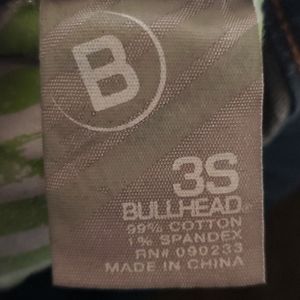 B
3S
BULLHEAD
99% COTTON
1% SPANDEX
RN# 090233
MADE IN CHINA